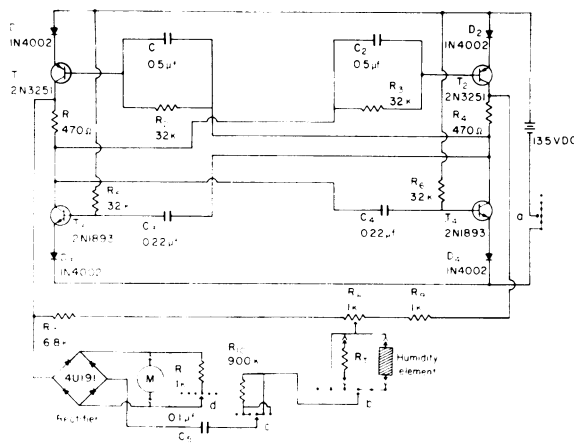 D
1N4002
T
2N3251
C
0.5µf
C2
0.5µf
D2
1N4002
T2
2N3251
R
470Ω
R
32K
R3
32K
R4
470Ω
135VDC
R
32K
R6
32K
a
T
2N1893
C
0.22µf
C4
0.22µf
T4
2N1893
D
1N4002
D4
1N4002
R
6.8K
R
1K
R9
1K
R10
900K
4U191
M
R
1K
RT
Humidity
element
d
c
b
Rectifier
0.1µf
C5